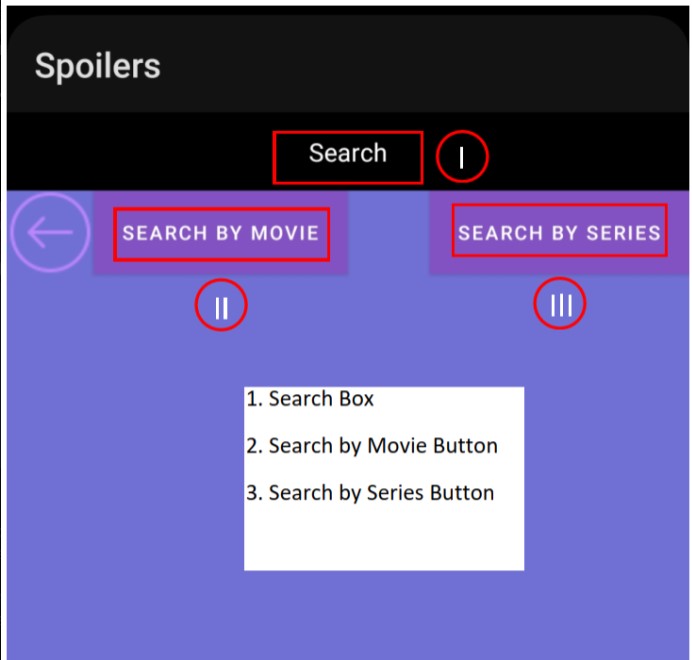 Spoilers
Search I
SEARCH BY MOVIE SEARCH BY SERIES
II III
1. Search Box
2. Search by Movie Button
3. Search by Series Button